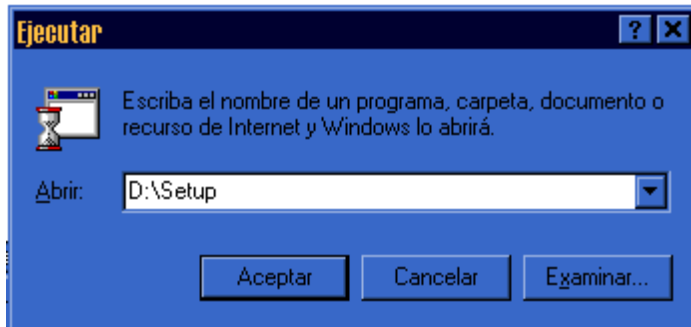 Ejecutar
Escriba el nombre de un programa, carpeta, documento o
recurso de Internet y Windows lo abrirá.
Abrir: D:\Setup
Aceptar Cancelar Examinar...